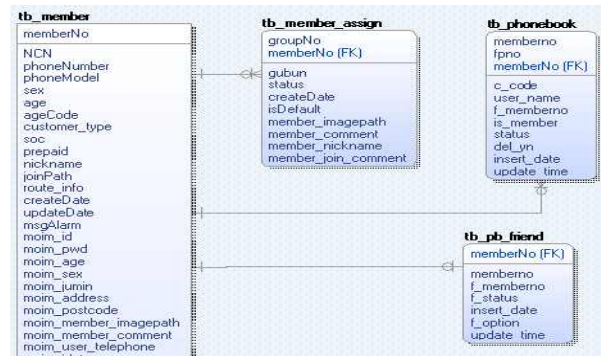 tb_member
memberNo
NCN
phoneNumber
phoneModel
sex
age
ageCode
customer_type
soc
prepaid
nickname
joinPath
route_info
createDate
updateDate
msgAlarm
moim_id
moim_pwd
moim_age
moim_sex
moim_jumin
moim_address
moim_postcode
moim_member_imagepath
moim_member_comment
moim_user_telephone
tb_member_assign
groupNo
memberNo (FK)
gubun
status
createDate
isDefault
member_imagepath
member_comment
member_nickname
member_join_comment
tb_phonebook
memberno
fpno
memberNo (FK)
c_code
user_name
f_memberno
is_member
status
del_yn
insert_date
update_time
tb_pb_friend
memberNo (FK)
memberno
f_memberno
f_status
insert_date
f_option
update_time